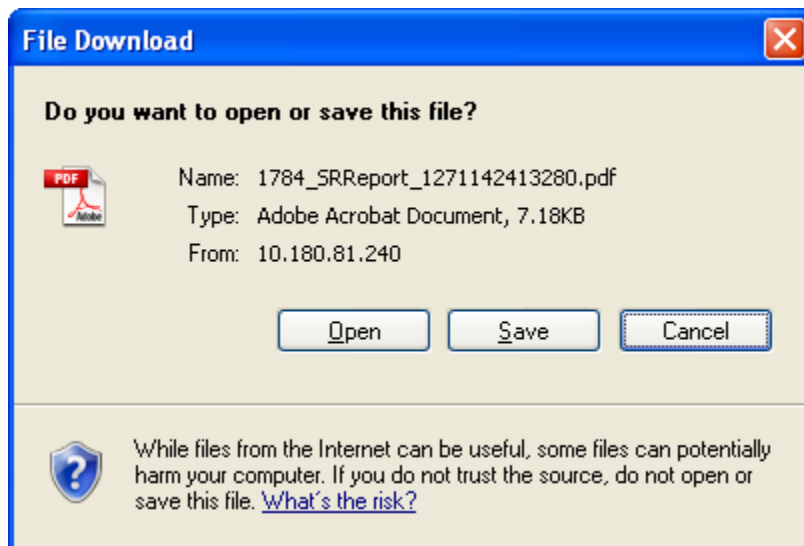 File Download
Do you want to open or save this file?
PDF
Adobe
Name: 1784_SRReport_1271142413280.pdf
Type: Adobe Acrobat Document, 7.18KB
From: 10.180.81.240
Open Save Cancel
?
While files from the Internet can be useful, some files can potentially
harm your computer. If you do not trust the source, do not open or
save this file. What's the risk?